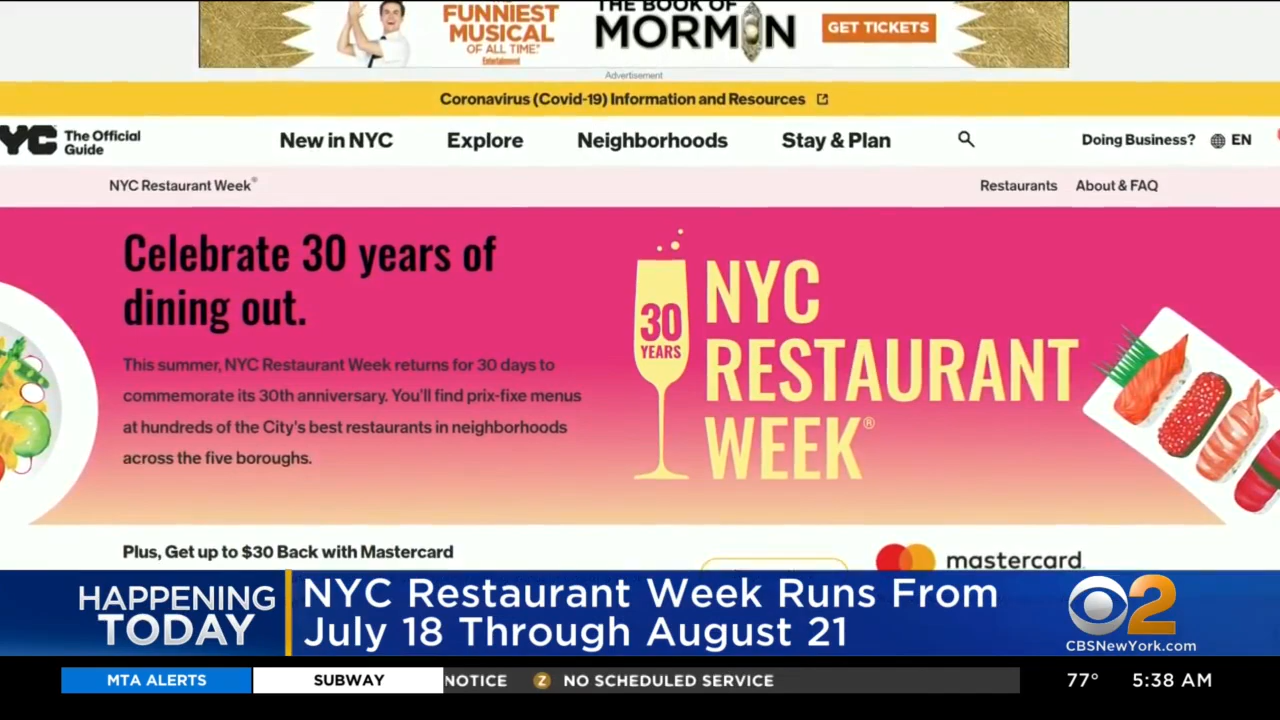 FUNNIEST
MUSICAL
OF ALL TIME."
Entertainment
THE BOOK OF
MORMON
GET TICKETS
Advertisement
Coronavirus (Covid-19) Information and Resources
YC The Official
Guide
New in NYC Explore Neighborhoods Stay & Plan Doing Business? EN
NYC Restaurant Week® Restaurants About & FAQ
Celebrate 30 years of
dining out.
This summer, NYC Restaurant Week returns for 30 days to
commemorate its 30th anniversary. You'll find prix-fixe menus
at hundreds of the City's best restaurants in neighborhoods
across the five boroughs.
30
YEARS
NYC
RESTAURANT
WEEK®
Plus, Get up to $30 Back with Mastercard
mastercard.
HAPPENING
TODAY
NYC Restaurant Week Runs From
July 18 Through August 21
2
CBSNewYork.com
MTA ALERTS SUBWAY NOTICE Z NO SCHEDULED SERVICE 77° 5:38 AM